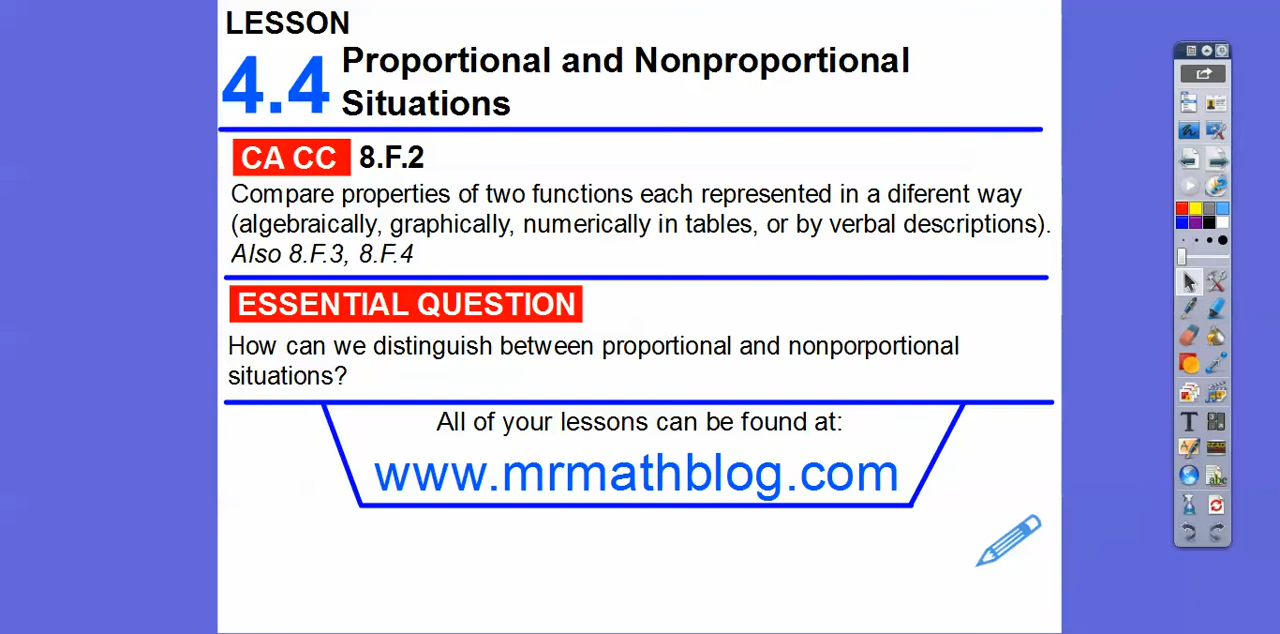 LESSON
4.4 Proportional and Nonproportional
Situations
CA CC 8.F.2
Compare properties of two functions each represented in a diferent way
(algebraically, graphically, numerically in tables, or by verbal descriptions).
Also 8.F.3, 8.F.4
ESSENTIAL QUESTION
How can we distinguish between proportional and nonporportional
situations?
All of your lessons can be found at:
www.mrmathblog.com
T
abc